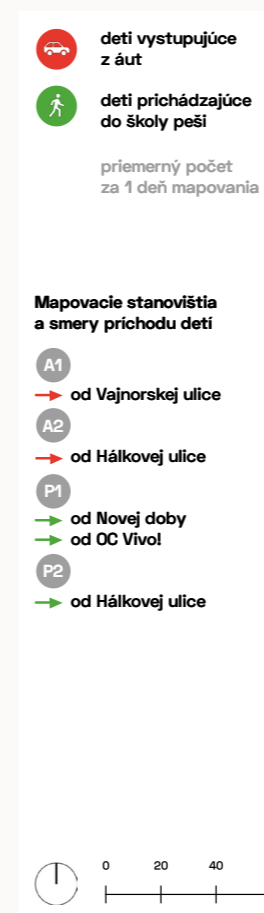 deti vystupujúce
z áut
deti prichádzajúce
do školy peši
priemerný počet
za 1 deň mapovania
Mapovacie stanovištia
a smery príchodu detí
A1
od Vajnorskej ulice
A2
od Hálkovej ulice
P1
od Novej doby
od OC Vivo!
P2
od Hálkovej ulice
0 20 40